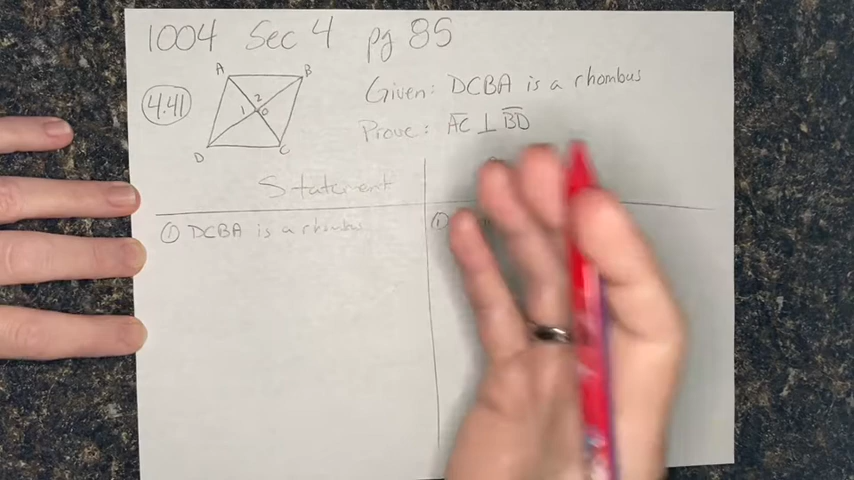 1004 Sec 4 pg 85
4.41
A B
Given: DCBA is a rhombus
2
1
D C
Prove: AC ⊥ BD
Statement
① DCBA is a rhombus
①